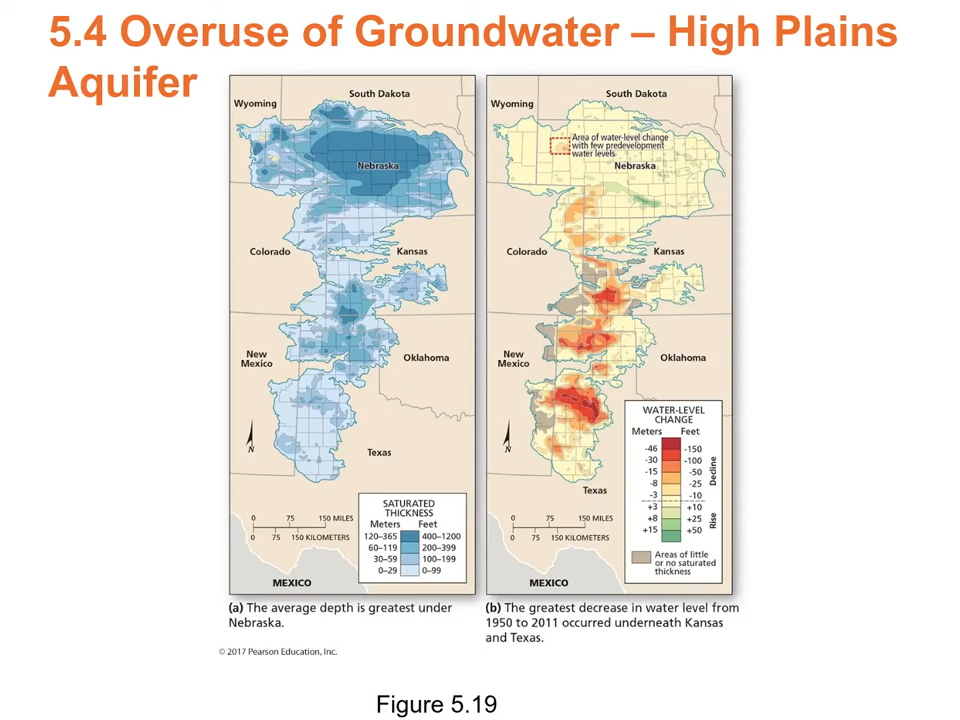 5.4 Overuse of Groundwater – High Plains
Aquifer
Wyoming
South Dakota
Nebraska
Colorado
Kansas
New
Mexico
Oklahoma
Texas
N
0 75 150 MILES
0 75 150 KILOMETERS
MEXICO
SATURATED
THICKNESS
Meters Feet
120–365 400–1200
60–119 200–399
30–59 100–199
0–29 0–99
Wyoming
South Dakota
Area of water-level change
with few predevelopment
water levels
Nebraska
Colorado
Kansas
New
Mexico
Oklahoma
Texas
N
0 75 150 MILES
0 75 150 KILOMETERS
MEXICO
WATER-LEVEL
CHANGE
Meters Feet
-46 -150
-30 -100
-15 -50
-8 -25
-3 -10
+3 +10
+8 +25
+15 +50
Decline
Rise
Areas of little
or no saturated
thickness
(a) The average depth is greatest under
Nebraska.
(b) The greatest decrease in water level from
1950 to 2011 occurred underneath Kansas
and Texas.
© 2017 Pearson Education, Inc.
Figure 5.19